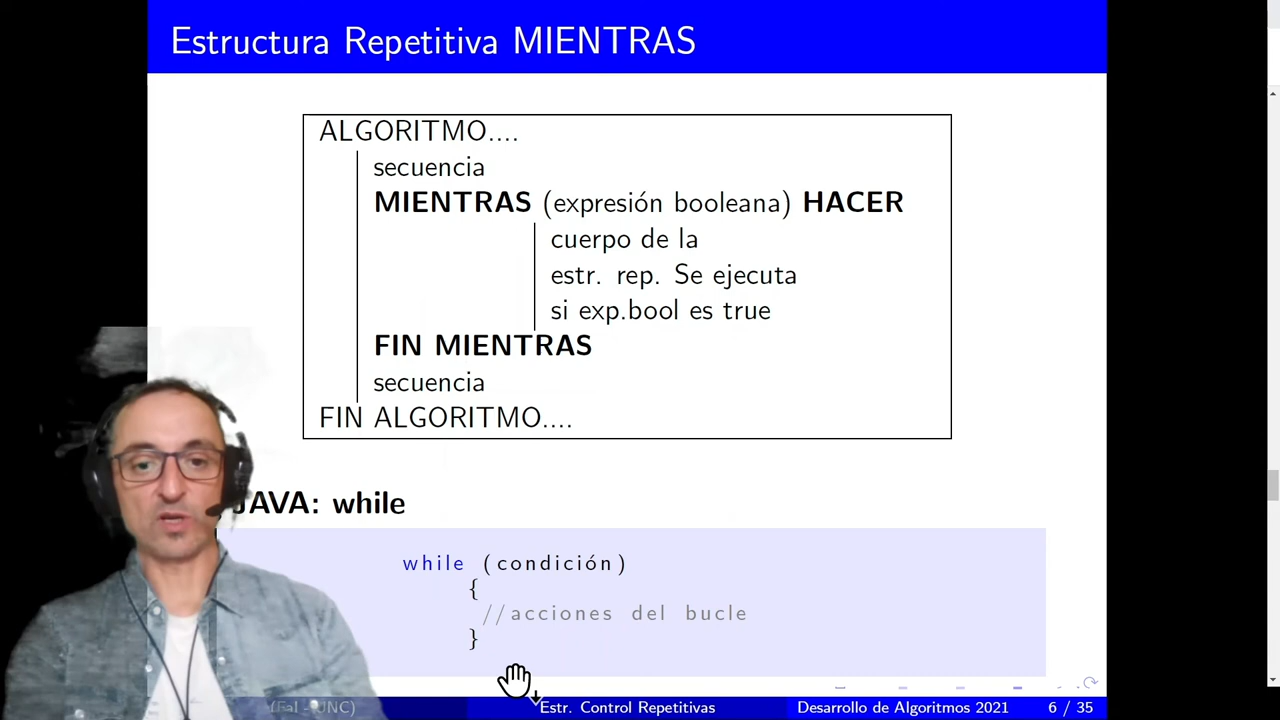 Estructura Repetitiva MIENTRAS
ALGORITMO....
secuencia
MIENTRAS (expresión booleana) HACER
cuerpo de la
estr. rep. Se ejecuta
si exp.bool es true
FIN MIENTRAS
secuencia
FIN ALGORITMO....
JAVA: while
while (condición)
{
//acciones del bucle
}
(FaI - UNC) Estr. Control Repetitivas Desarrollo de Algoritmos 2021 6 / 35